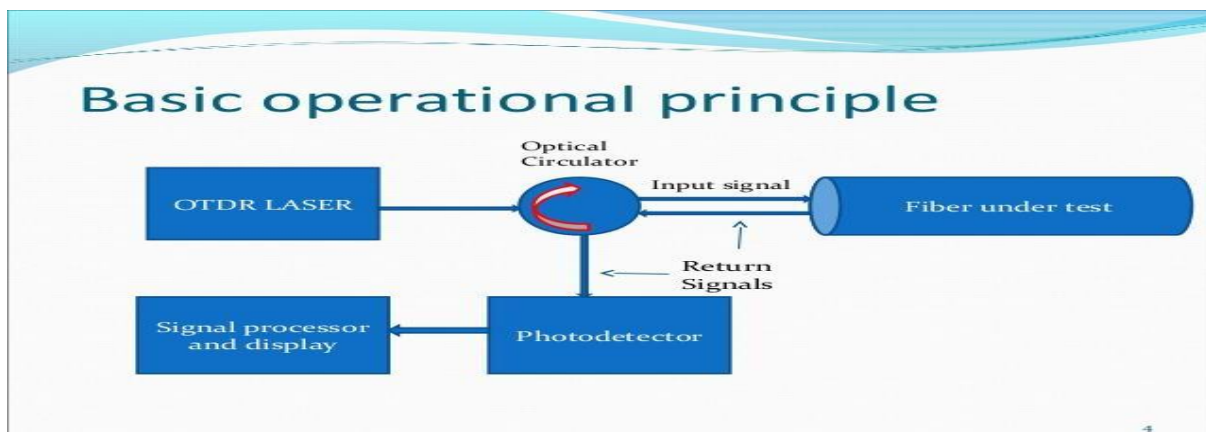 Basic operational principle
Optical
Circulator
OTDR LASER
Input signal
Fiber under test
Return
Signals
Signal processor
and display
Photodetector
4